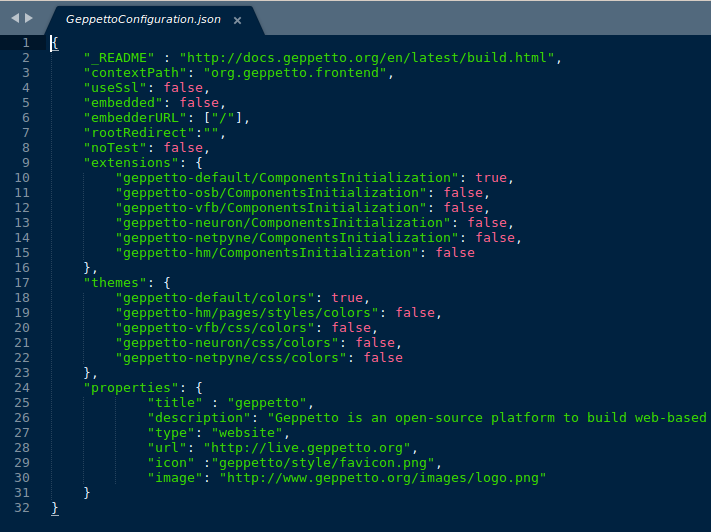 GeppettoConfiguration.json ×
1 {
2 "_README" : "http://docs.geppetto.org/en/latest/build.html",
3 "contextPath": "org.geppetto.frontend",
4 "useSsl": false,
5 "embedded": false,
6 "embedderURL": ["/"],
7 "rootRedirect":"",
8 "noTest": false,
9 "extensions": {
10 "geppetto-default/ComponentsInitialization": true,
11 "geppetto-osb/ComponentsInitialization": false,
12 "geppetto-vfb/ComponentsInitialization": false,
13 "geppetto-neuron/ComponentsInitialization": false,
14 "geppetto-netpyne/ComponentsInitialization": false,
15 "geppetto-hm/ComponentsInitialization": false
16 },
17 "themes": {
18 "geppetto-default/colors": true,
19 "geppetto-hm/pages/styles/colors": false,
20 "geppetto-vfb/css/colors": false,
21 "geppetto-neuron/css/colors": false,
22 "geppetto-netpyne/css/colors": false
23 },
24 "properties": {
25 "title" : "geppetto",
26 "description": "Geppetto is an open-source platform to build web-based
27 "type": "website",
28 "url": "http://live.geppetto.org",
29 "icon" :"geppetto/style/favicon.png",
30 "image": "http://www.geppetto.org/images/logo.png"
31 }
32 }